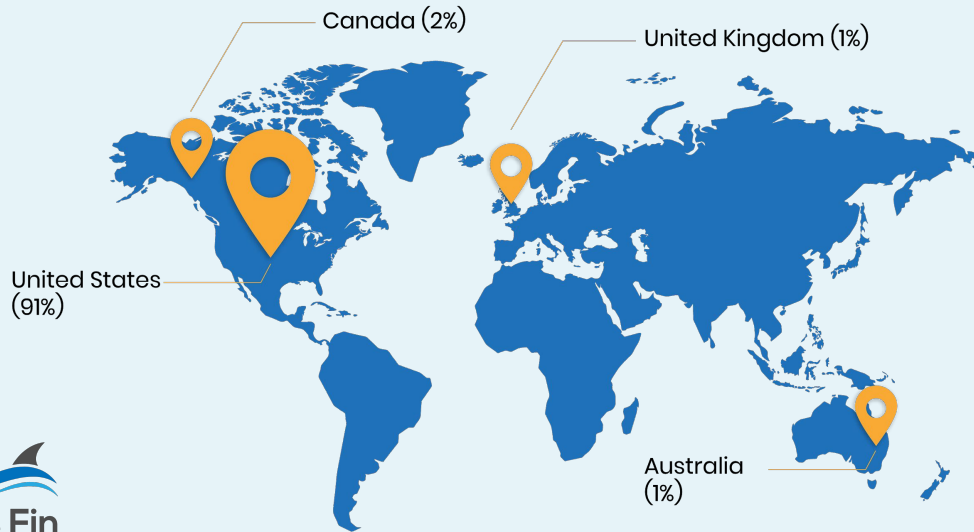 Canada (2%)
United Kingdom (1%)
United States
(91%)
Australia
(1%)
Fin